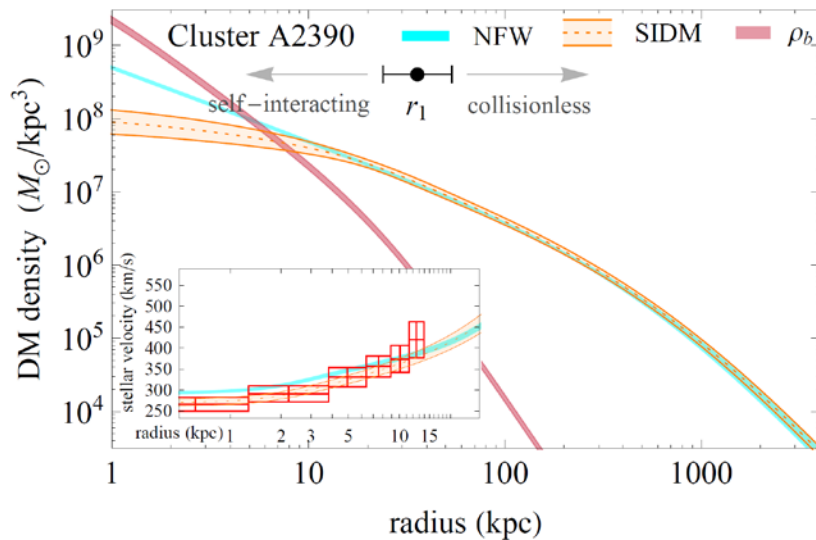 Cluster A2390 NFW SIDM ρb
self-interacting r1 collisionless
DM density (M⊙/kpc³)
10⁹
10⁸
10⁷
10⁶
10⁵
10⁴
stellar velocity (km/s)
550
500
450
400
350
300
250
radius (kpc) 1 2 3 5 10 15
1 10 100 1000
radius (kpc)